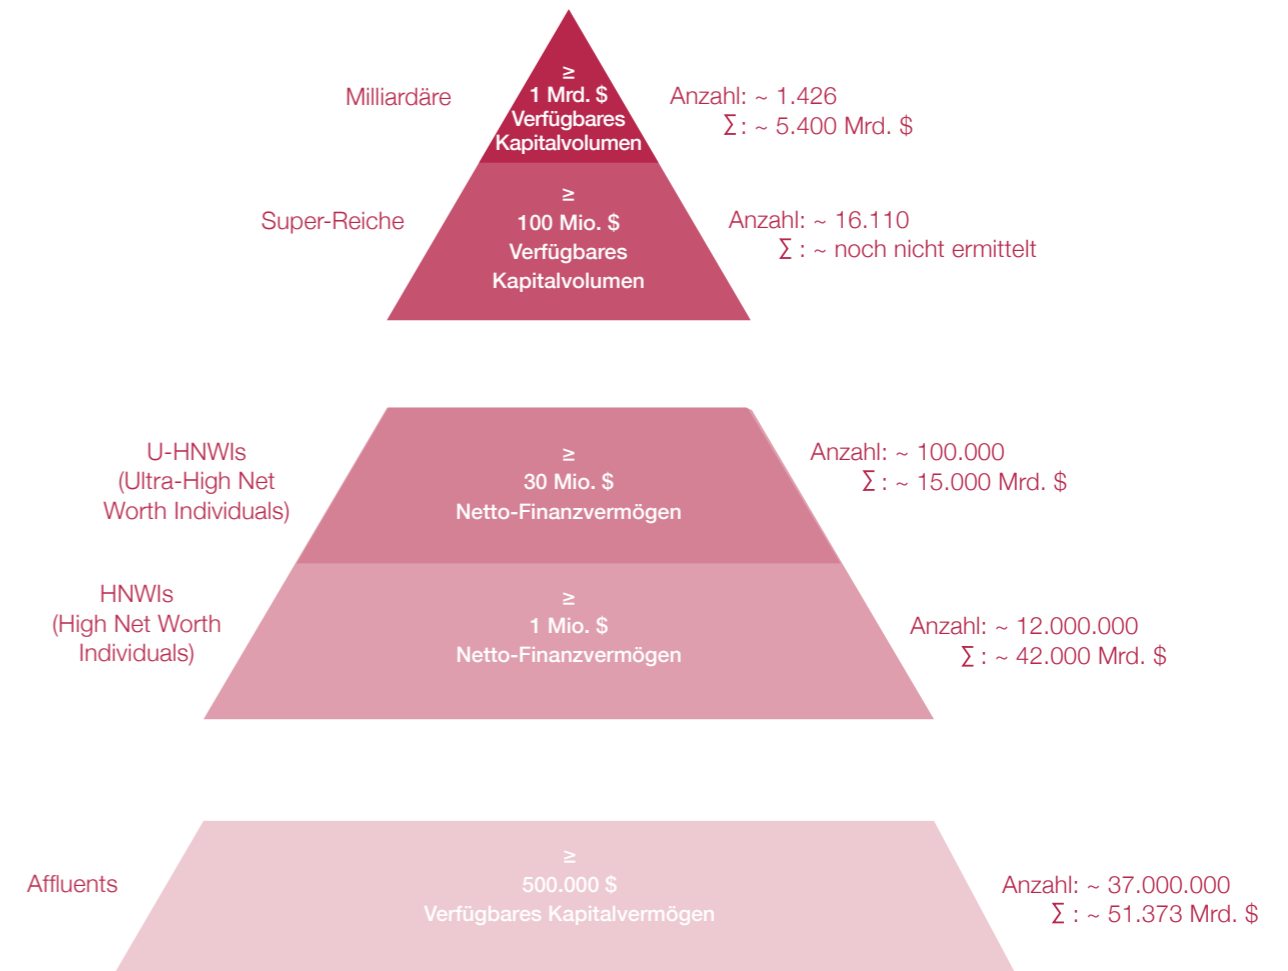 Milliardäre
≥
1 Mrd. $
Verfügbares
Kapitalvolumen
Anzahl: ~ 1.426
∑: ~ 5.400 Mrd. $
Super-Reiche
≥
100 Mio. $
Verfügbares
Kapitalvolumen
Anzahl: ~ 16.110
∑ : ~ noch nicht ermittelt
U-HNWIs
(Ultra-High Net
Worth Individuals)
≥
30 Mio. $
Netto-Finanzvermögen
Anzahl: ~ 100.000
∑ : ~ 15.000 Mrd. $
HNWIs
(High Net Worth
Individuals)
≥
1 Mio. $
Netto-Finanzvermögen
Anzahl: ~ 12.000.000
∑ : ~ 42.000 Mrd. $
Affluents
≥
500.000 $
Verfügbares Kapitalvermögen
Anzahl: ~ 37.000.000
∑ : ~ 51.373 Mrd. $